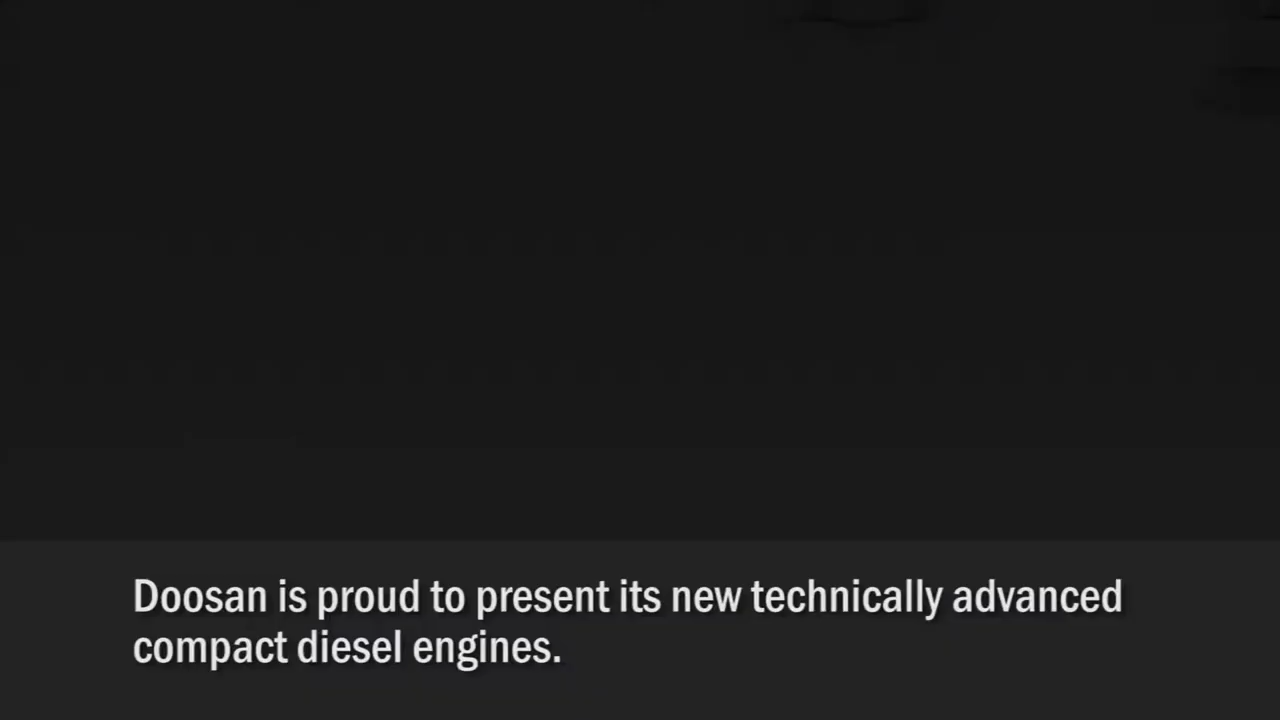 Doosan is proud to present its new technically advanced
compact diesel engines.